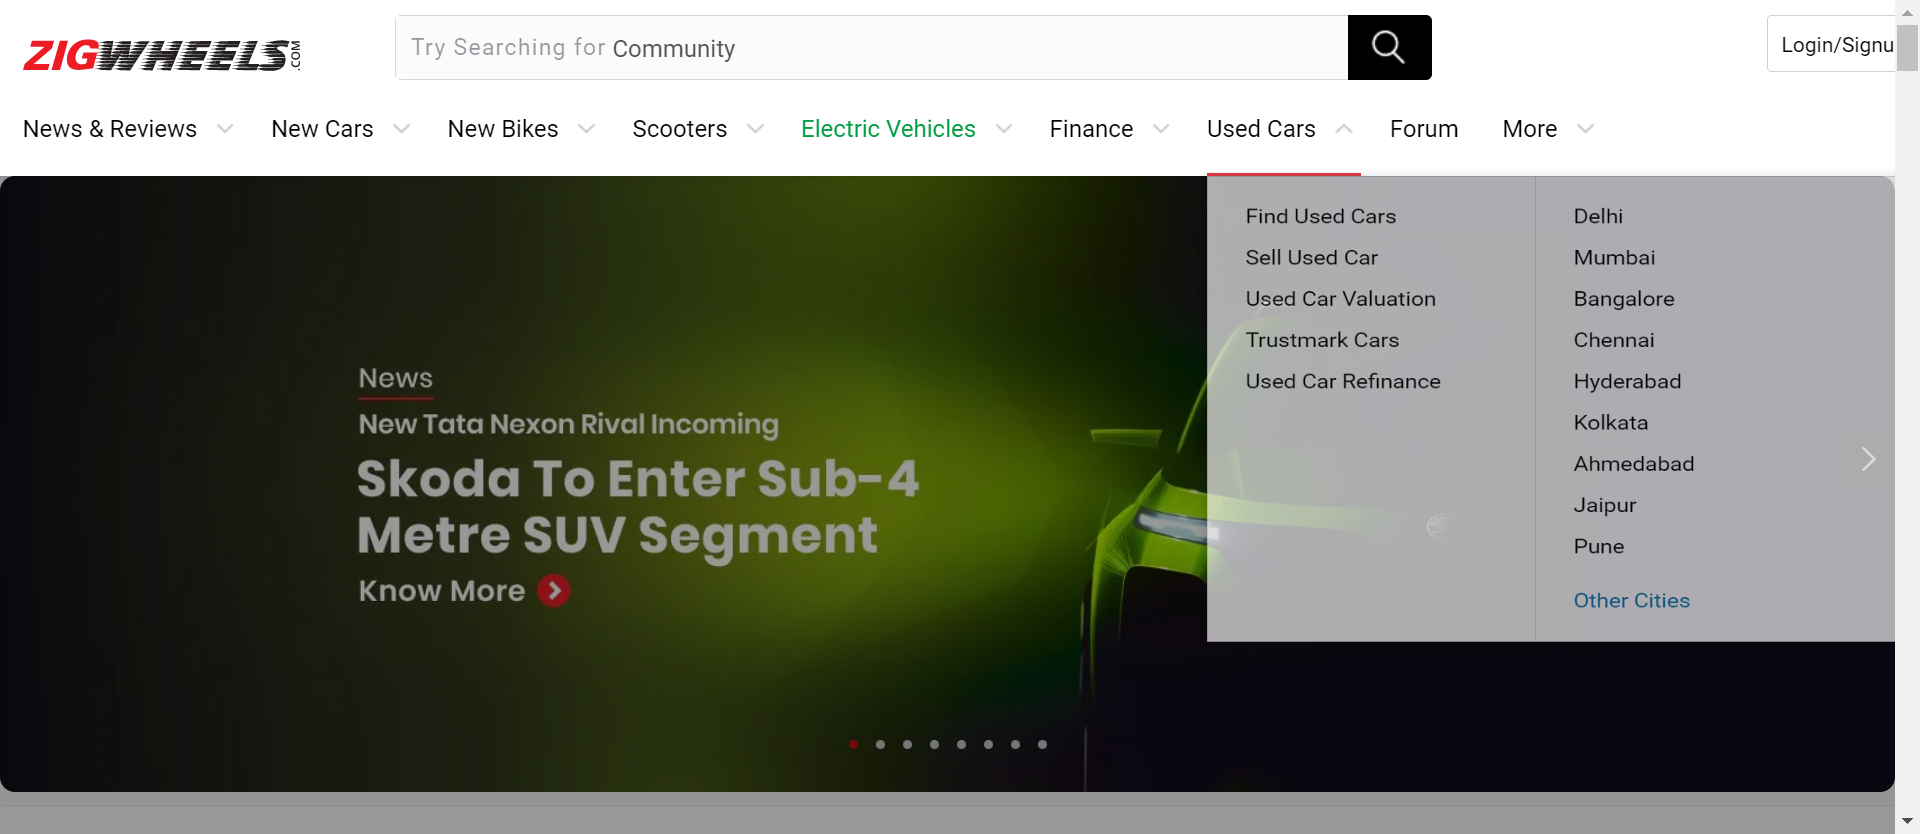 ZIGWHEELS.COM
Try Searching for Community
Login/Signu
News & Reviews
New Cars
New Bikes
Scooters
Electric Vehicles
Finance
Used Cars
Forum
More
Find Used Cars
Sell Used Car
Used Car Valuation
Trustmark Cars
Used Car Refinance
Delhi
Mumbai
Bangalore
Chennai
Hyderabad
Kolkata
Ahmedabad
Jaipur
Pune
Other Cities
News
New Tata Nexon Rival Incoming
Skoda To Enter Sub-4
Metre SUV Segment
Know More